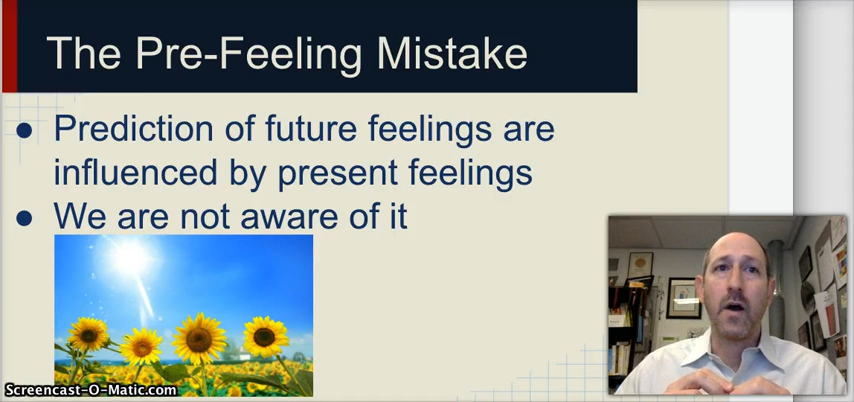 The Pre-Feeling Mistake
● Prediction of future feelings are
influenced by present feelings
● We are not aware of it
Screencast-O-Matic.com